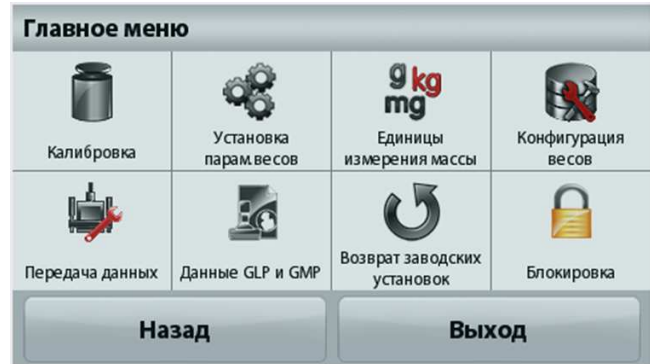 Главное меню
g kg
mg
Калибровка
Установка
парам.весов
Единицы
измерения массы
Конфигурация
весов
Передача данных
Данные GLP и GMP
Возврат заводских
установок
Блокировка
Назад
Выход